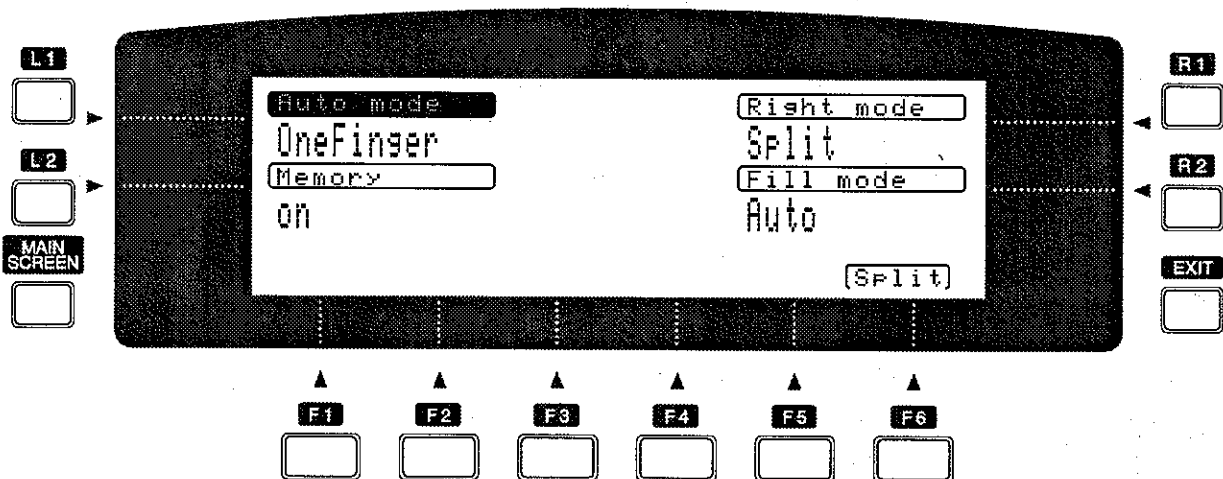 L1
R1
Auto mode
Right mode
OneFinger
Split
L2
R2
Memory
Fill mode
on
Auto
MAIN
SCREEN
EXIT
Split
F1
F2
F3
F4
F5
F6